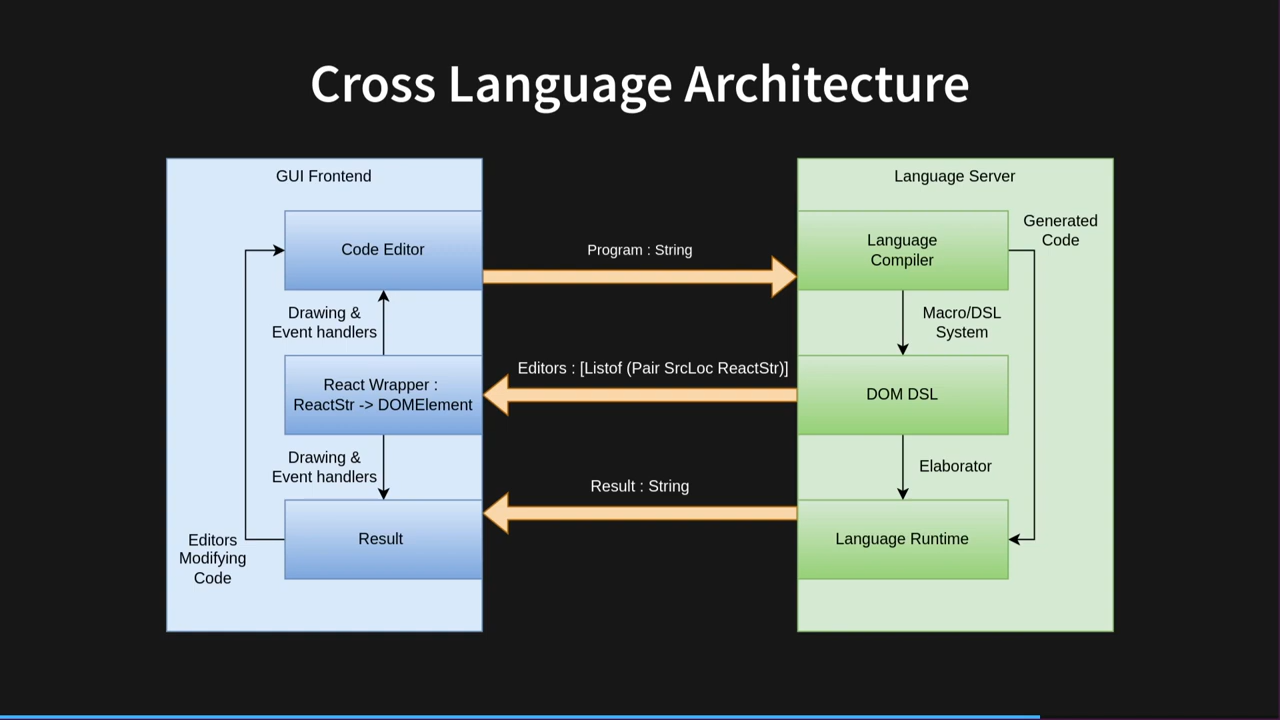 Cross Language Architecture
GUI Frontend
Code Editor
Drawing &
Event handlers
React Wrapper :
ReactStr -> DOMElement
Drawing &
Event handlers
Result
Editors
Modifying
Code
Program : String
Editors : [Listof (Pair SrcLoc ReactStr)]
Result : String
Language Server
Language
Compiler
Generated
Code
Macro/DSL
System
DOM DSL
Elaborator
Language Runtime